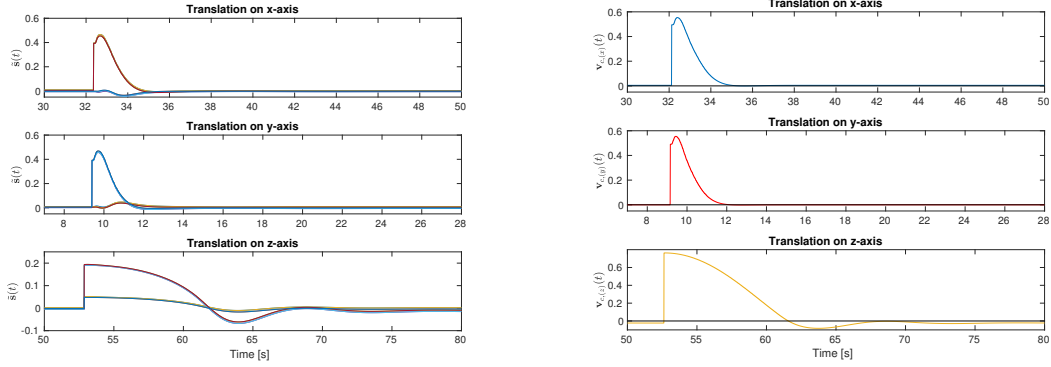 Translation on x-axis
0.6
0.4
0.2
0
s̃(t)
30 32 34 36 38 40 42 44 46 48 50
Translation on y-axis
0.6
0.4
0.2
0
s̃(t)
8 10 12 14 16 18 20 22 24 26 28
Translation on z-axis
0.2
0.1
0
-0.1
s̃(t)
50 55 60 65 70 75 80
Time [s]
Translation on x-axis
0.6
0.4
0.2
0
v_{c,(x)}(t)
30 32 34 36 38 40 42 44 46 48 50
Translation on y-axis
0.6
0.4
0.2
0
v_{c,(y)}(t)
8 10 12 14 16 18 20 22 24 26 28
Translation on z-axis
0.6
0.4
0.2
0
v_{c,(z)}(t)
50 55 60 65 70 75 80
Time [s]